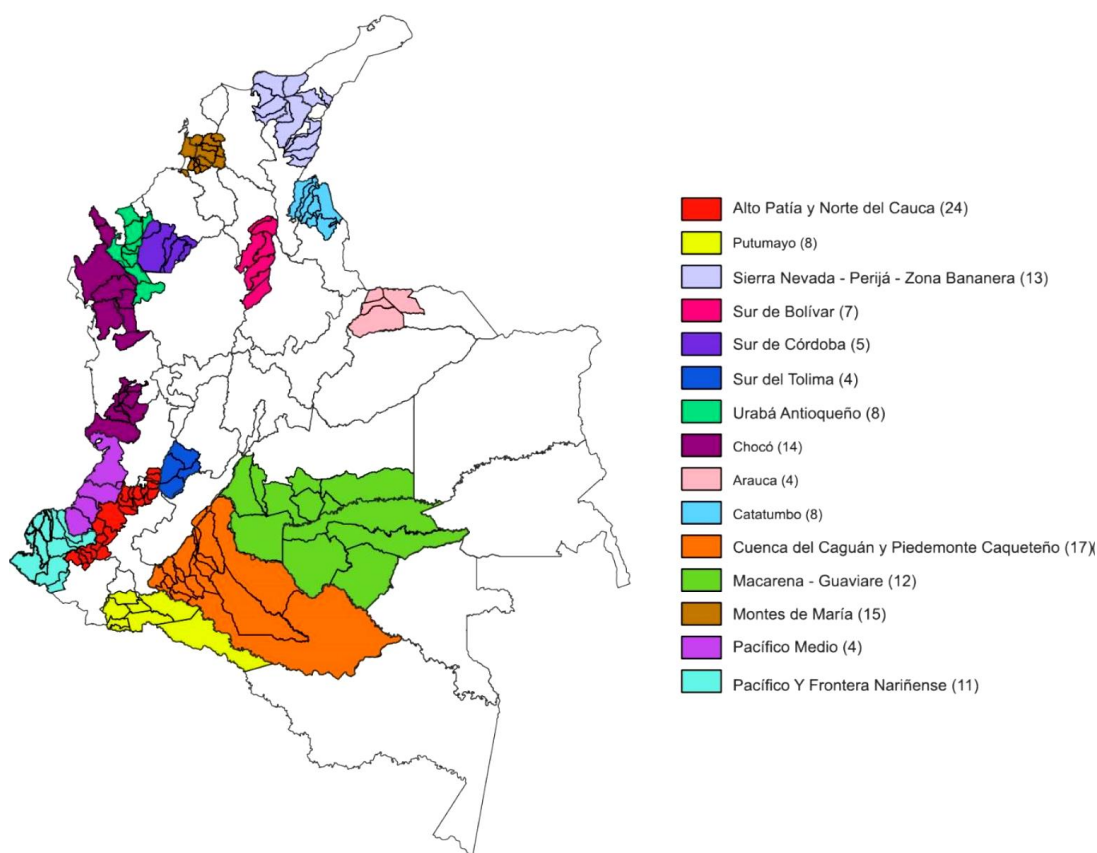 Alto Patía y Norte del Cauca (24)
Putumayo (8)
Sierra Nevada - Perijá - Zona Bananera (13)
Sur de Bolívar (7)
Sur de Córdoba (5)
Sur del Tolima (4)
Urabá Antioqueño (8)
Chocó (14)
Arauca (4)
Catatumbo (8)
Cuenca del Caguán y Piedemonte Caqueteño (17)(
Macarena - Guaviare (12)
Montes de María (15)
Pacífico Medio (4)
Pacífico Y Frontera Nariñense (11)